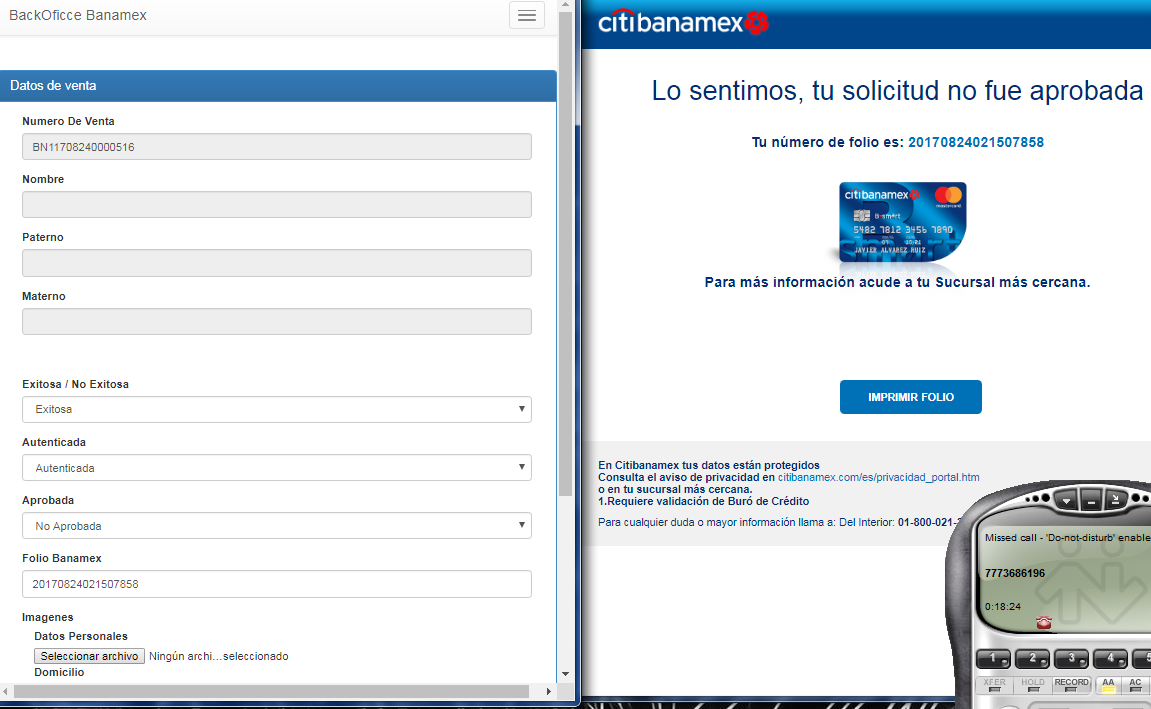 BackOficce Banamex
Datos de venta
Numero De Venta
BN11708240000516
Nombre
Paterno
Materno
Exitosa / No Exitosa
Exitosa
Autenticada
Autenticada
Aprobada
No Aprobada
Folio Banamex
20170824021507858
Imagenes
Datos Personales
Seleccionar archivo Ningún archi...seleccionado
Domicilio
citibanamex
Lo sentimos, tu solicitud no fue aprobada
Tu número de folio es: 20170824021507858
citibanamex
mastercard
B-smart
5482 7812 3456 7890
JAVIER ALVAREZ RUIZ
Para más información acude a tu Sucursal más cercana.
IMPRIMIR FOLIO
En Citibanamex tus datos están protegidos
Consulta el aviso de privacidad en citibanamex.com/es/privacidad_portal.htm
o en tu sucursal más cercana.
1.Requiere validación de Buró de Crédito
Para cualquier duda o mayor información llama a: Del Interior: 01-800-021-
Missed call - 'Do-not-disturb' enable
7773686196
0:18:24
1 2 3 4 5
XFER HOLD RECORD AA AC